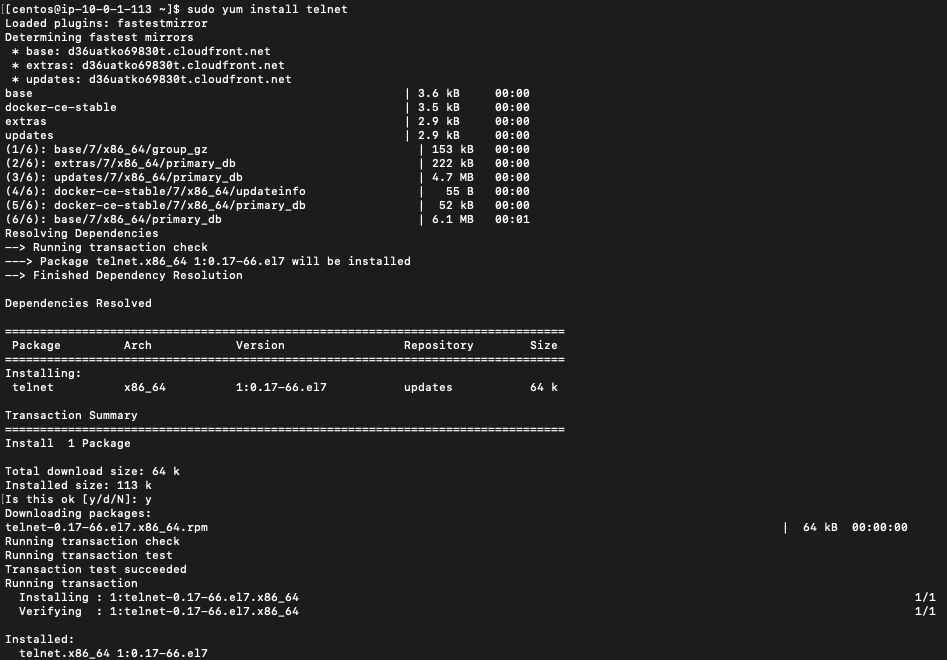 [[centos@ip-10-0-1-113 ~]$ sudo yum install telnet
Loaded plugins: fastestmirror
Determining fastest mirrors
 * base: d36uatko69830t.cloudfront.net
 * extras: d36uatko69830t.cloudfront.net
 * updates: d36uatko69830t.cloudfront.net
base                                                     | 3.6 kB     00:00
docker-ce-stable                                         | 3.5 kB     00:00
extras                                                   | 2.9 kB     00:00
updates                                                  | 2.9 kB     00:00
(1/6): base/7/x86_64/group_gz                              | 153 kB   00:00
(2/6): extras/7/x86_64/primary_db                          | 222 kB   00:00
(3/6): updates/7/x86_64/primary_db                         | 4.7 MB   00:00
(4/6): docker-ce-stable/7/x86_64/updateinfo                |   55 B   00:00
(5/6): docker-ce-stable/7/x86_64/primary_db                |  52 kB   00:00
(6/6): base/7/x86_64/primary_db                            | 6.1 MB   00:01
Resolving Dependencies
--> Running transaction check
---> Package telnet.x86_64 1:0.17-66.el7 will be installed
--> Finished Dependency Resolution

Dependencies Resolved

================================================================================
 Package         Arch            Version                 Repository        Size
================================================================================
Installing:
 telnet          x86_64          1:0.17-66.el7           updates           64 k

Transaction Summary
================================================================================
Install  1 Package

Total download size: 64 k
Installed size: 113 k
[Is this ok [y/d/N]: y
Downloading packages:
telnet-0.17-66.el7.x86_64.rpm                                                                                  |  64 kB  00:00:00
Running transaction check
Running transaction test
Transaction test succeeded
Running transaction
  Installing : 1:telnet-0.17-66.el7.x86_64                                                                                        1/1
  Verifying  : 1:telnet-0.17-66.el7.x86_64                                                                                        1/1

Installed:
  telnet.x86_64 1:0.17-66.el7